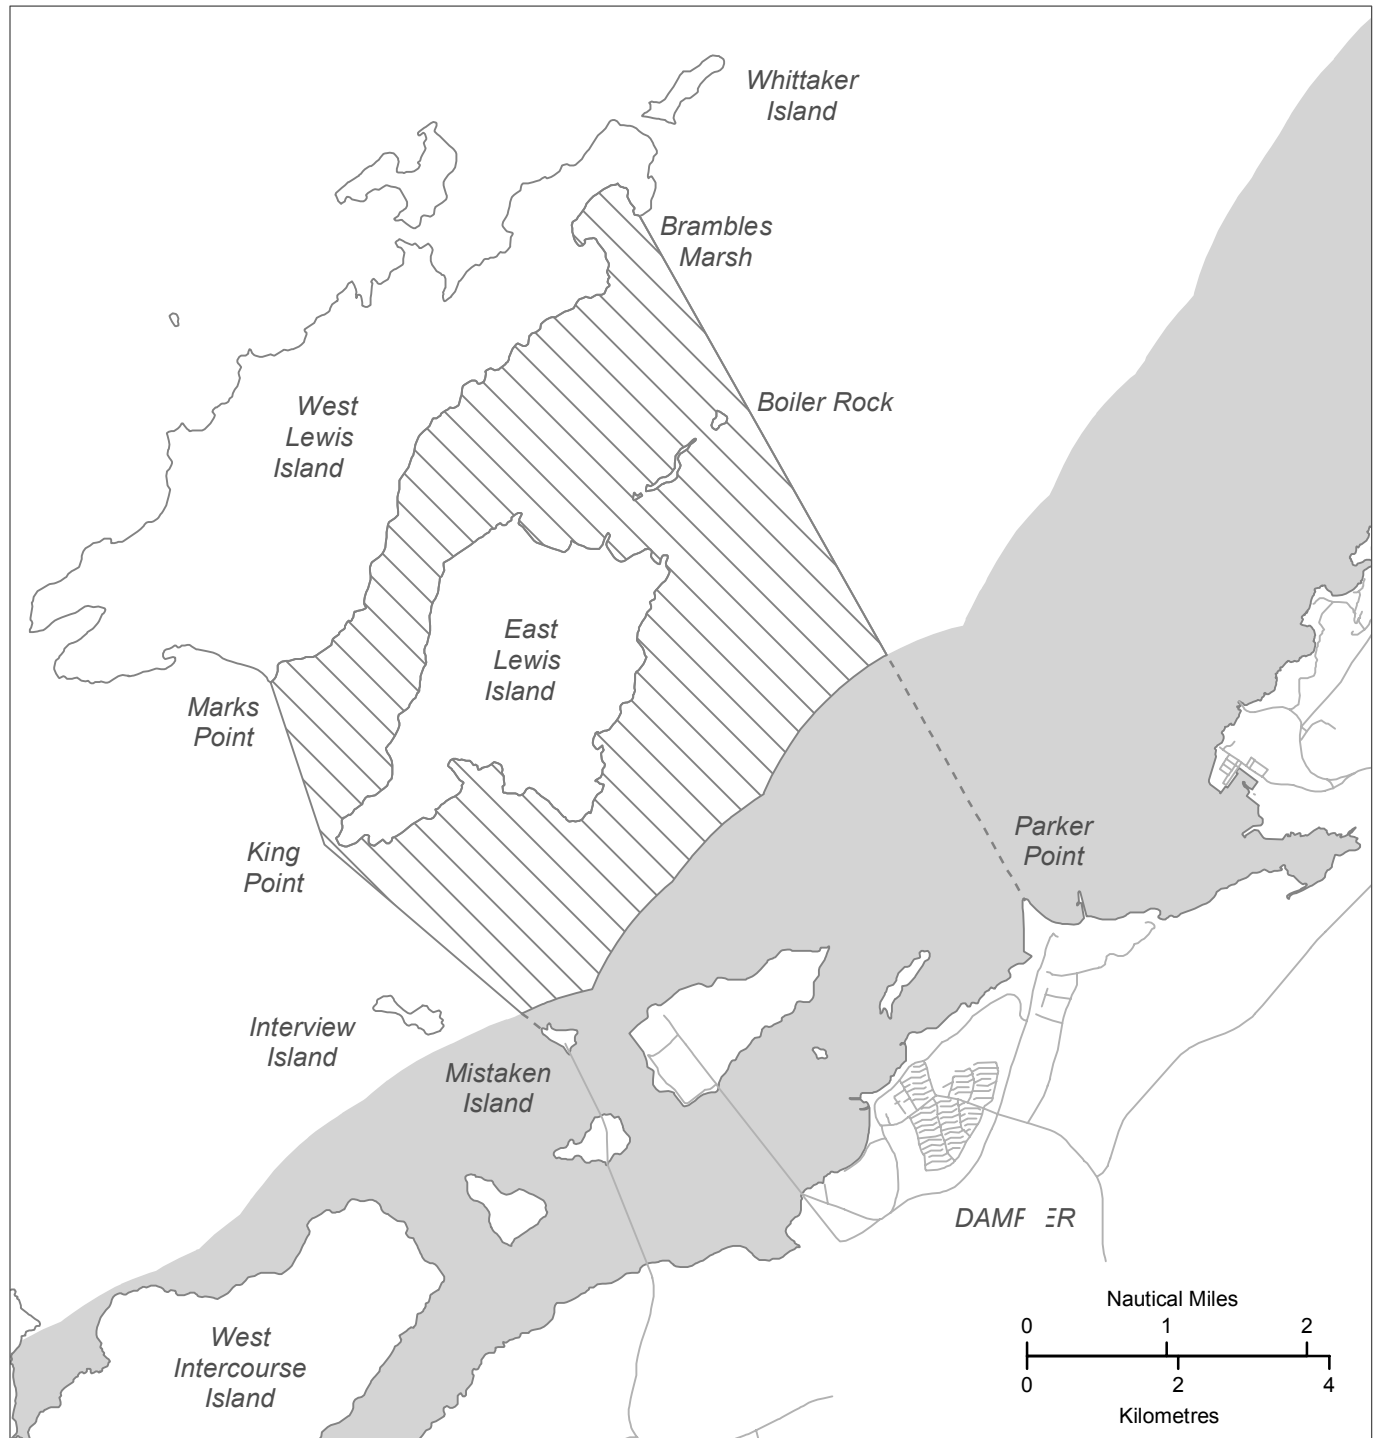 Whittaker
Island
Brambles
Marsh
Boiler Rock
West
Lewis
Island
East
Lewis
Island
Marks
Point
King
Point
Parker
Point
Interview
Island
Mistaken
Island
West
Intercourse
Island
Nautical Miles
0 1 2
0 2 4
Kilometres